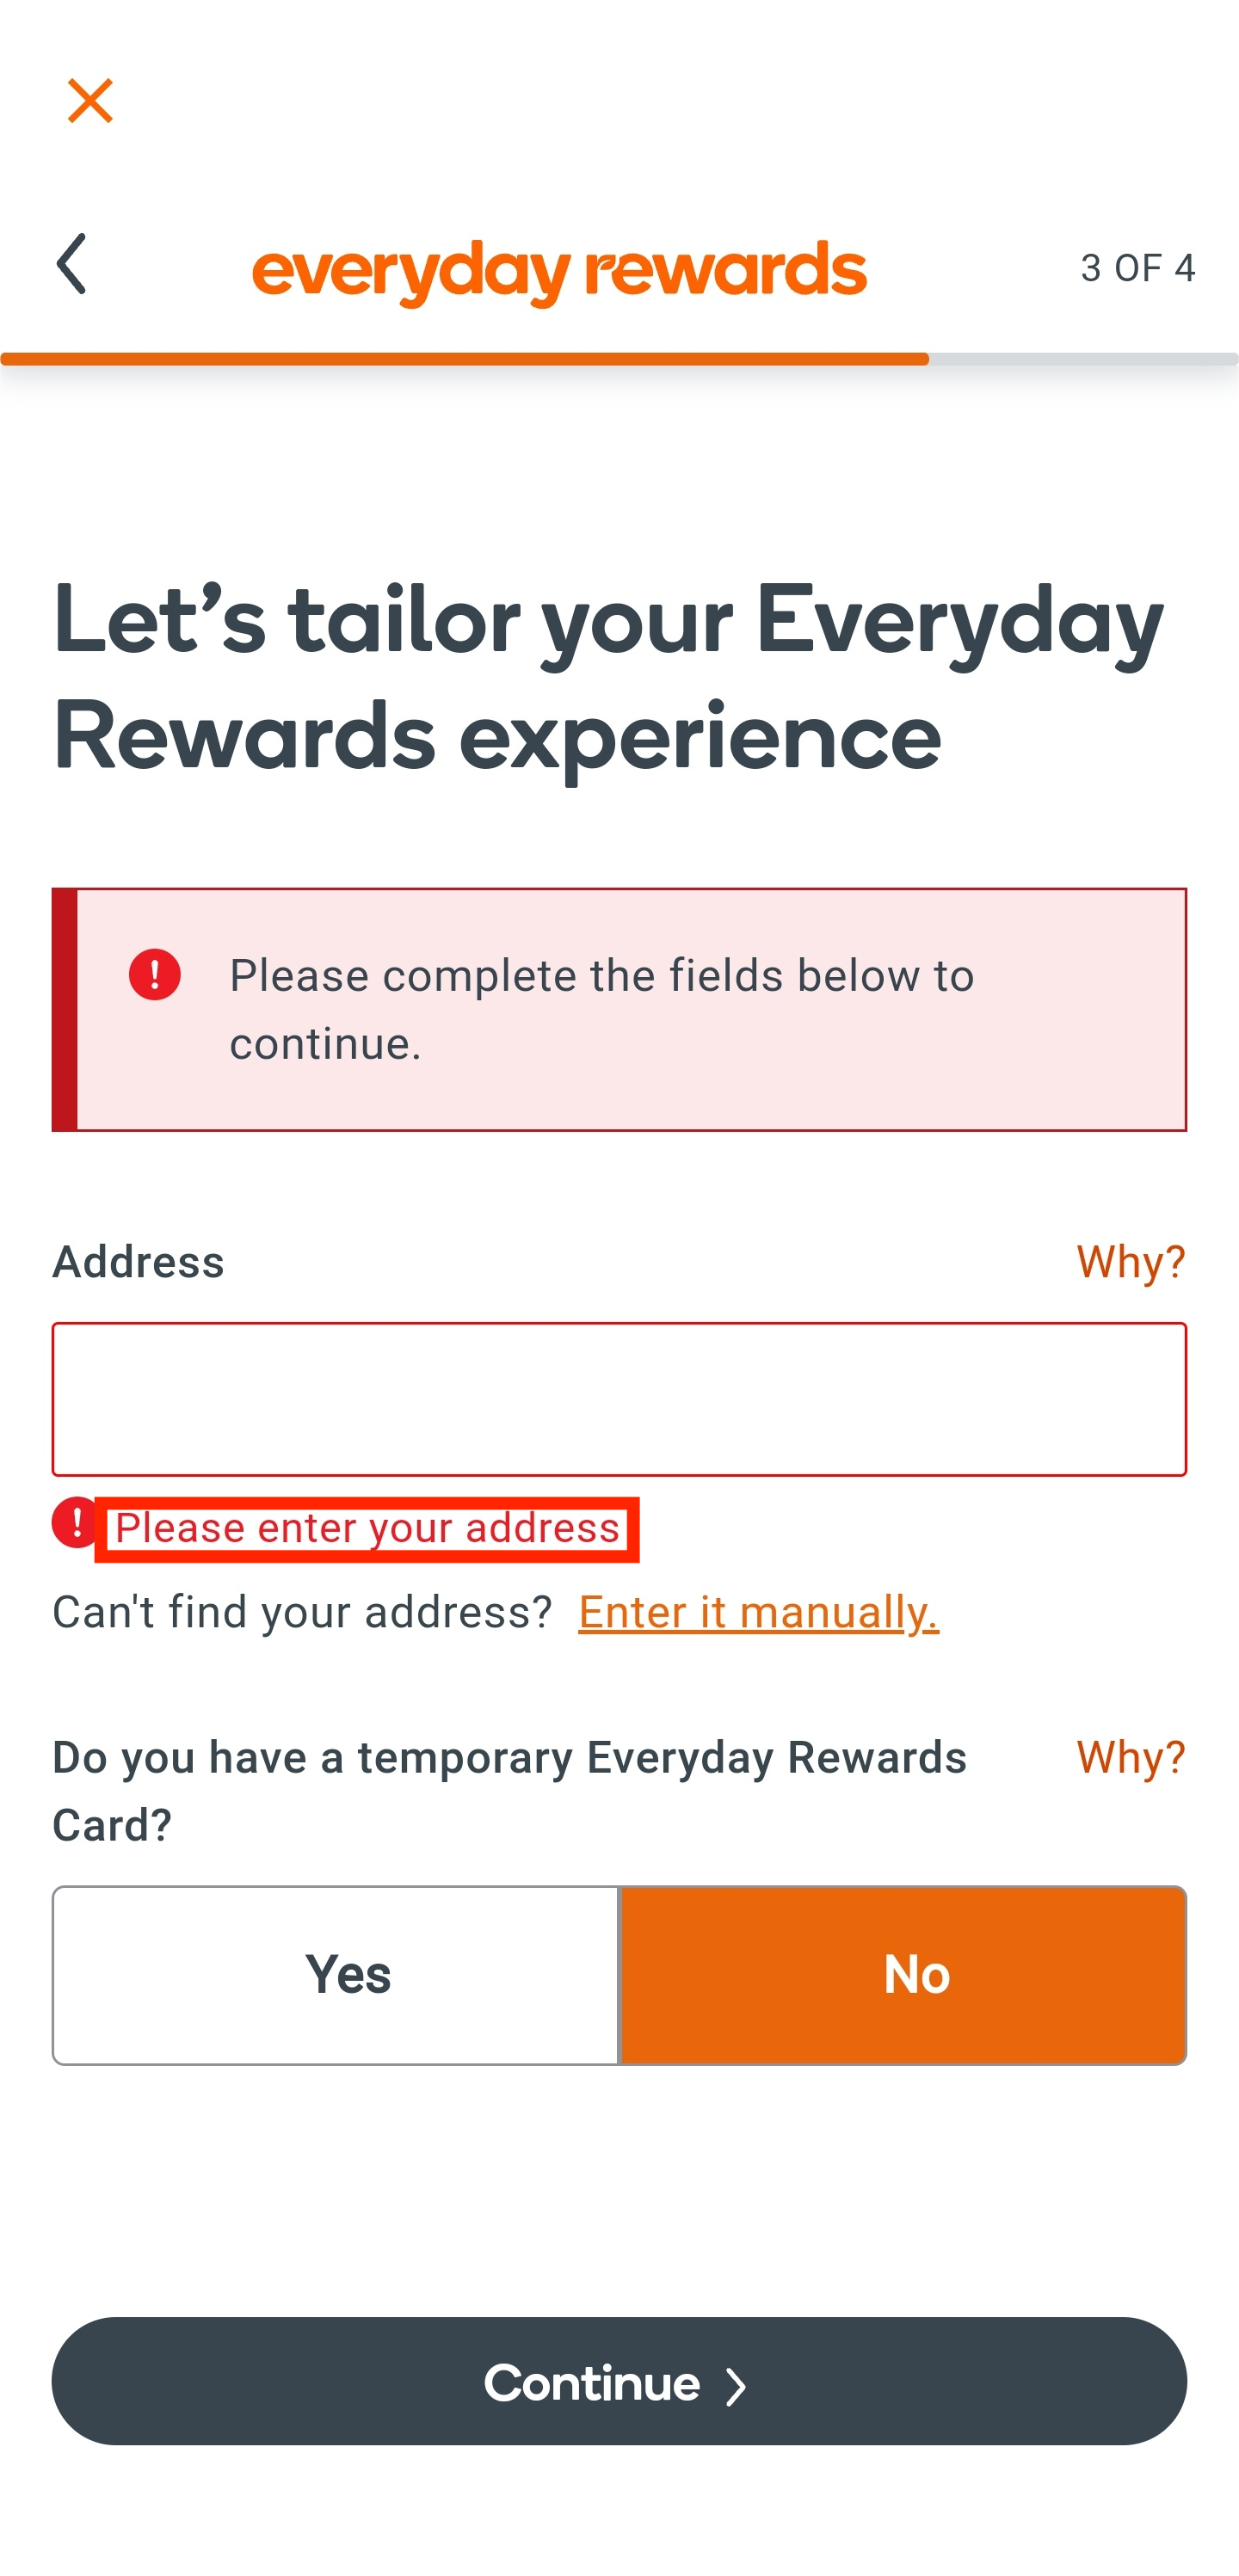 everyday rewards
3 OF 4
Let’s tailor your Everyday
Rewards experience
Please complete the fields below to
continue.
Address
Why?
Please enter your address
Can't find your address? Enter it manually.
Do you have a temporary Everyday Rewards
Card?
Why?
Yes
No
Continue